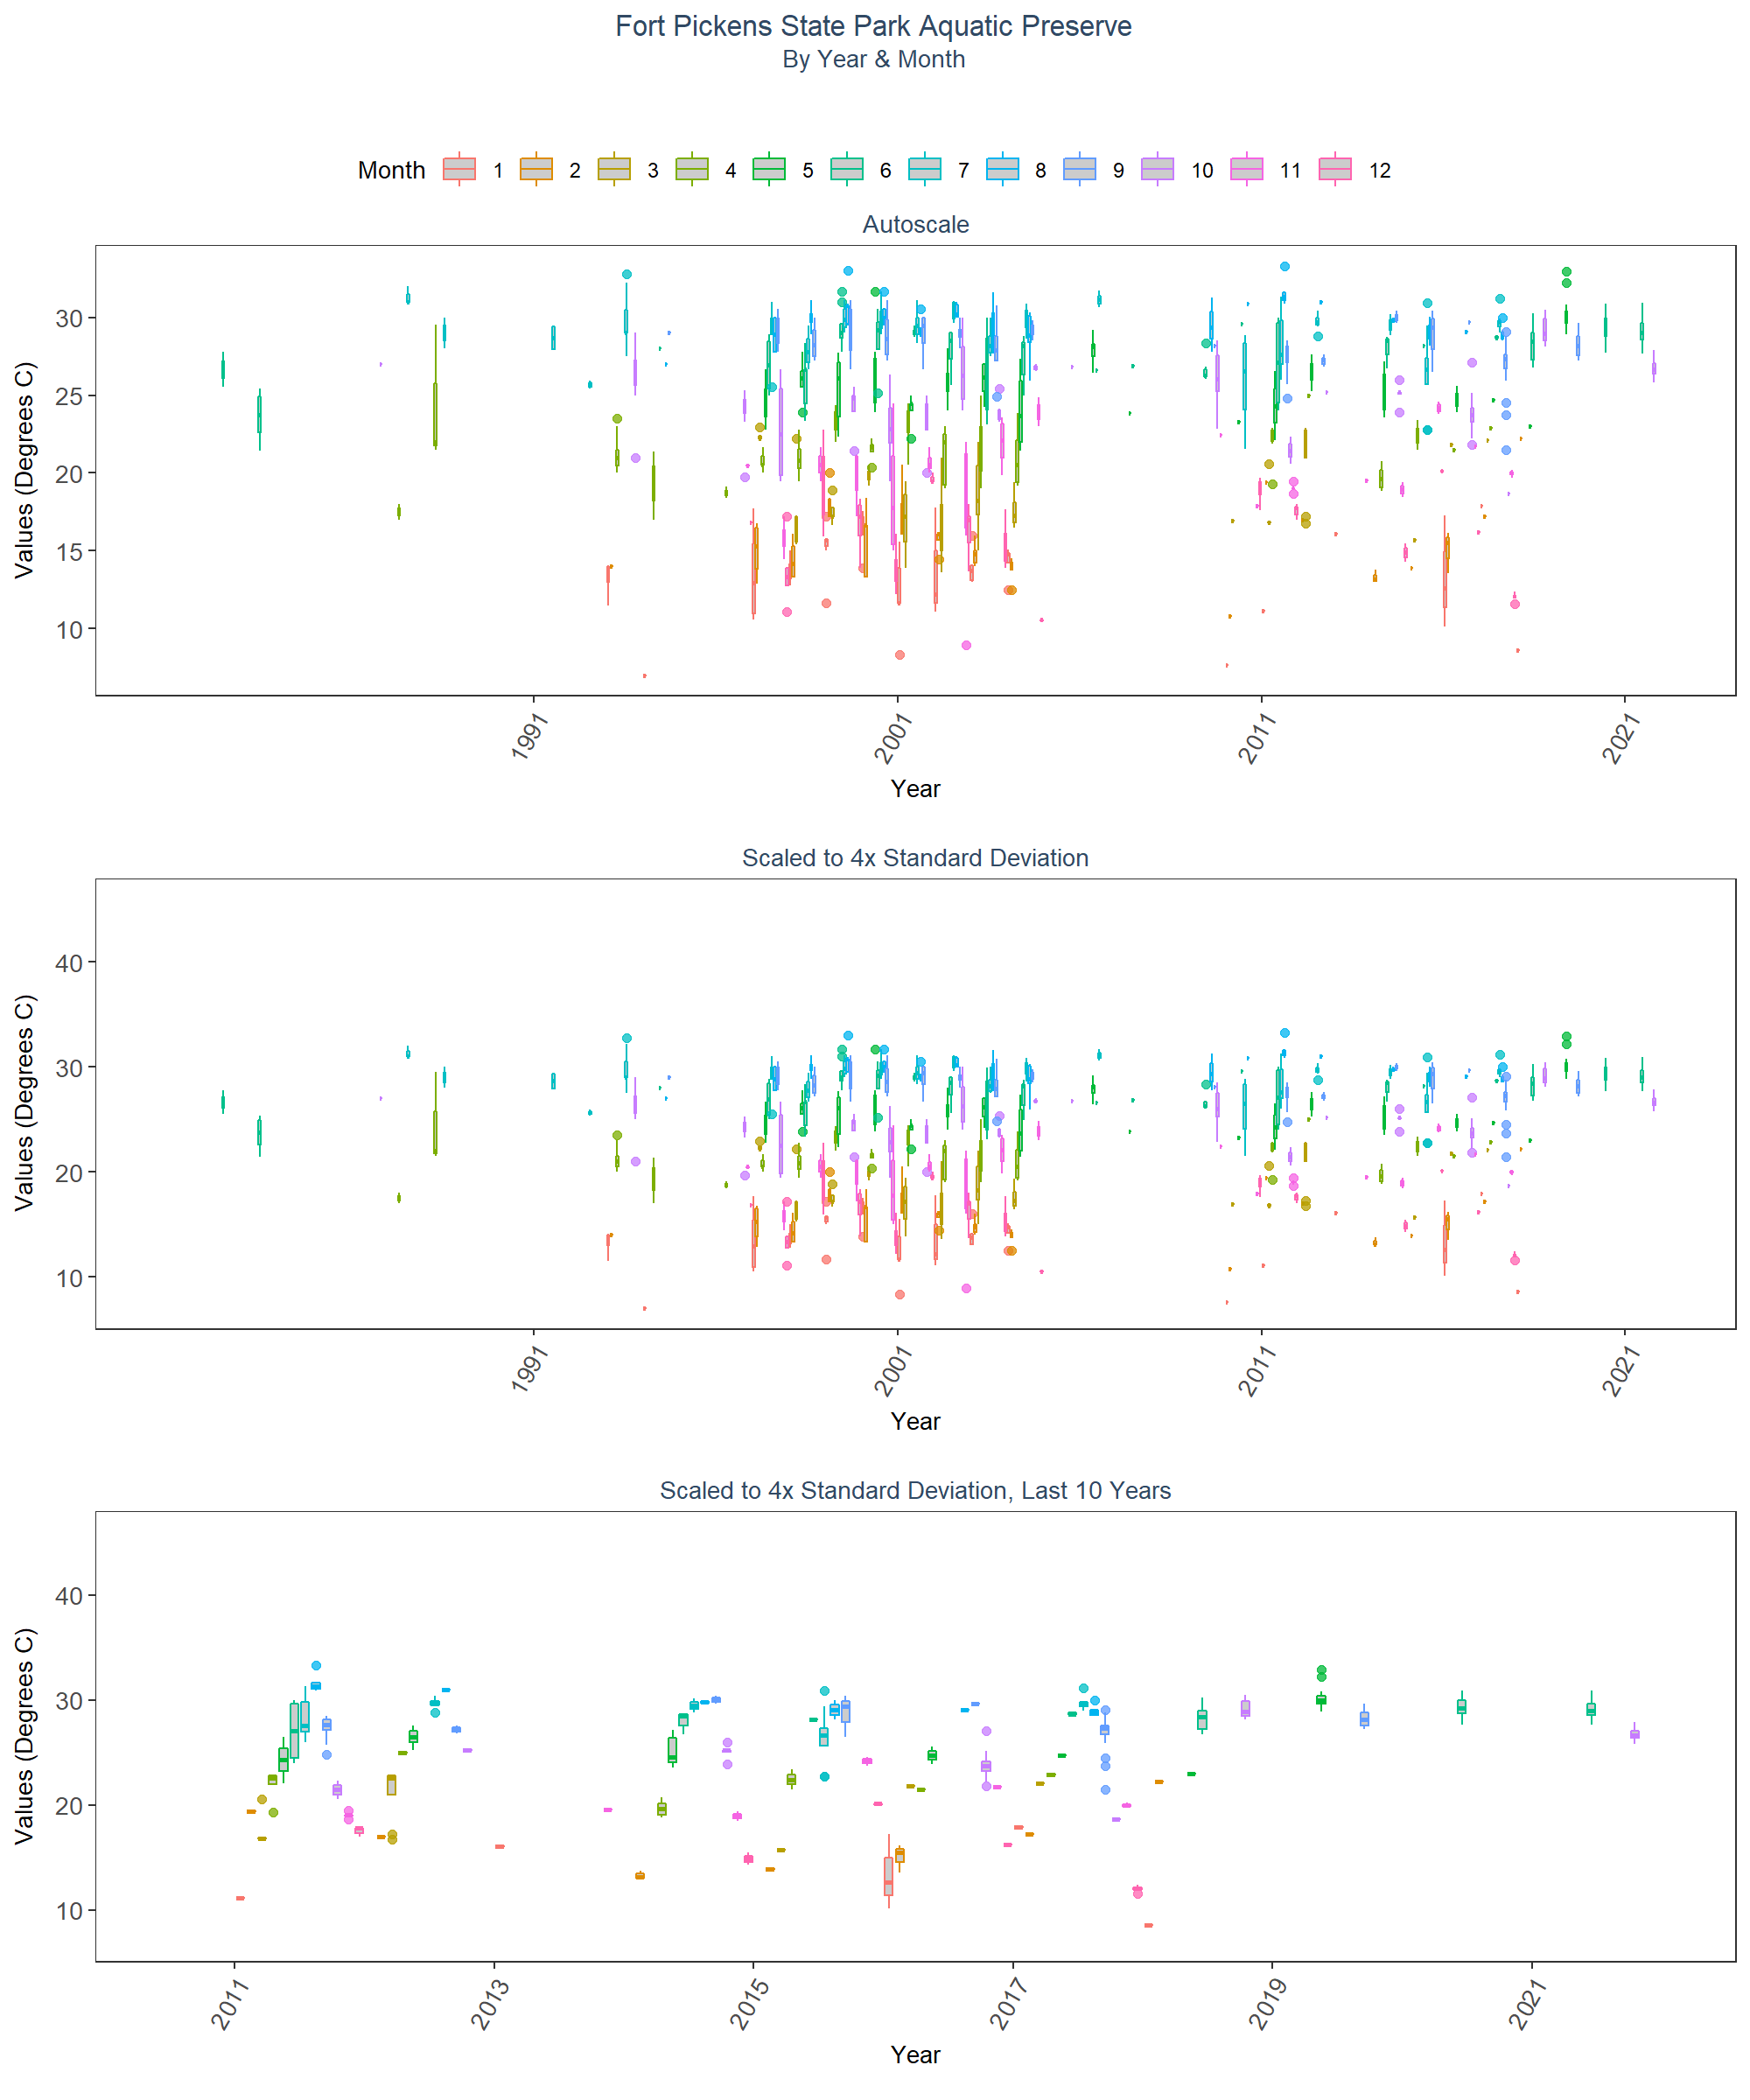 Fort Pickens State Park Aquatic Preserve
By Year & Month
Month 1 2 3 4 5 6 7 8 9 10 11 12
Autoscale
Values (Degrees C)
30
25
20
15
10
1991 2001 2011 2021
Year
Scaled to 4x Standard Deviation
Values (Degrees C)
40
30
20
10
1991 2001 2011 2021
Year
Scaled to 4x Standard Deviation, Last 10 Years
Values (Degrees C)
40
30
20
10
2011 2013 2015 2017 2019 2021
Year